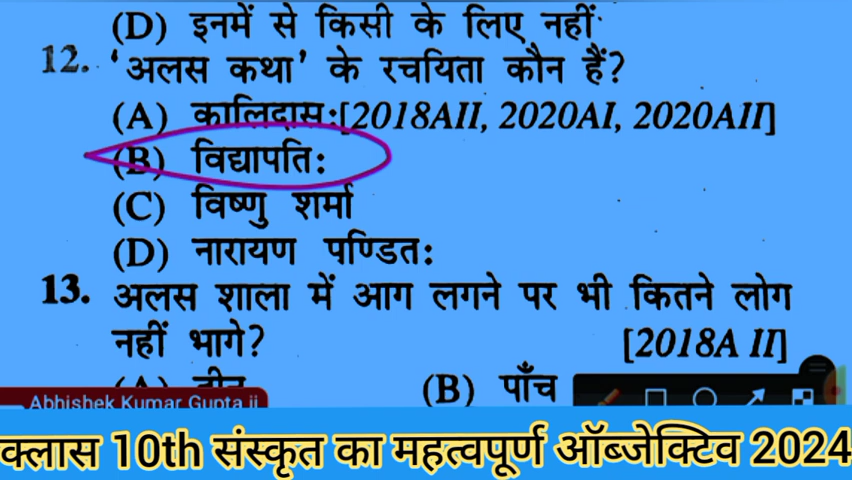 (D) इनमें से किसी के लिए नहीं
12. 'अलस कथा' के रचयिता कौन हैं?
(A) कालिदास:[2018AII, 2020AI, 2020AII]
(B) विद्यापति:
(C) विष्णु शर्मा
(D) नारायण पण्डित:
13. अलस शाला में आग लगने पर भी कितने लोग
नहीं भागे? [2018A II]
(A) तीन (B) पाँच
Abhishek Kumar Gupta ji
क्लास 10th संस्कृत का महत्वपूर्ण ऑब्जेक्टिव 2024